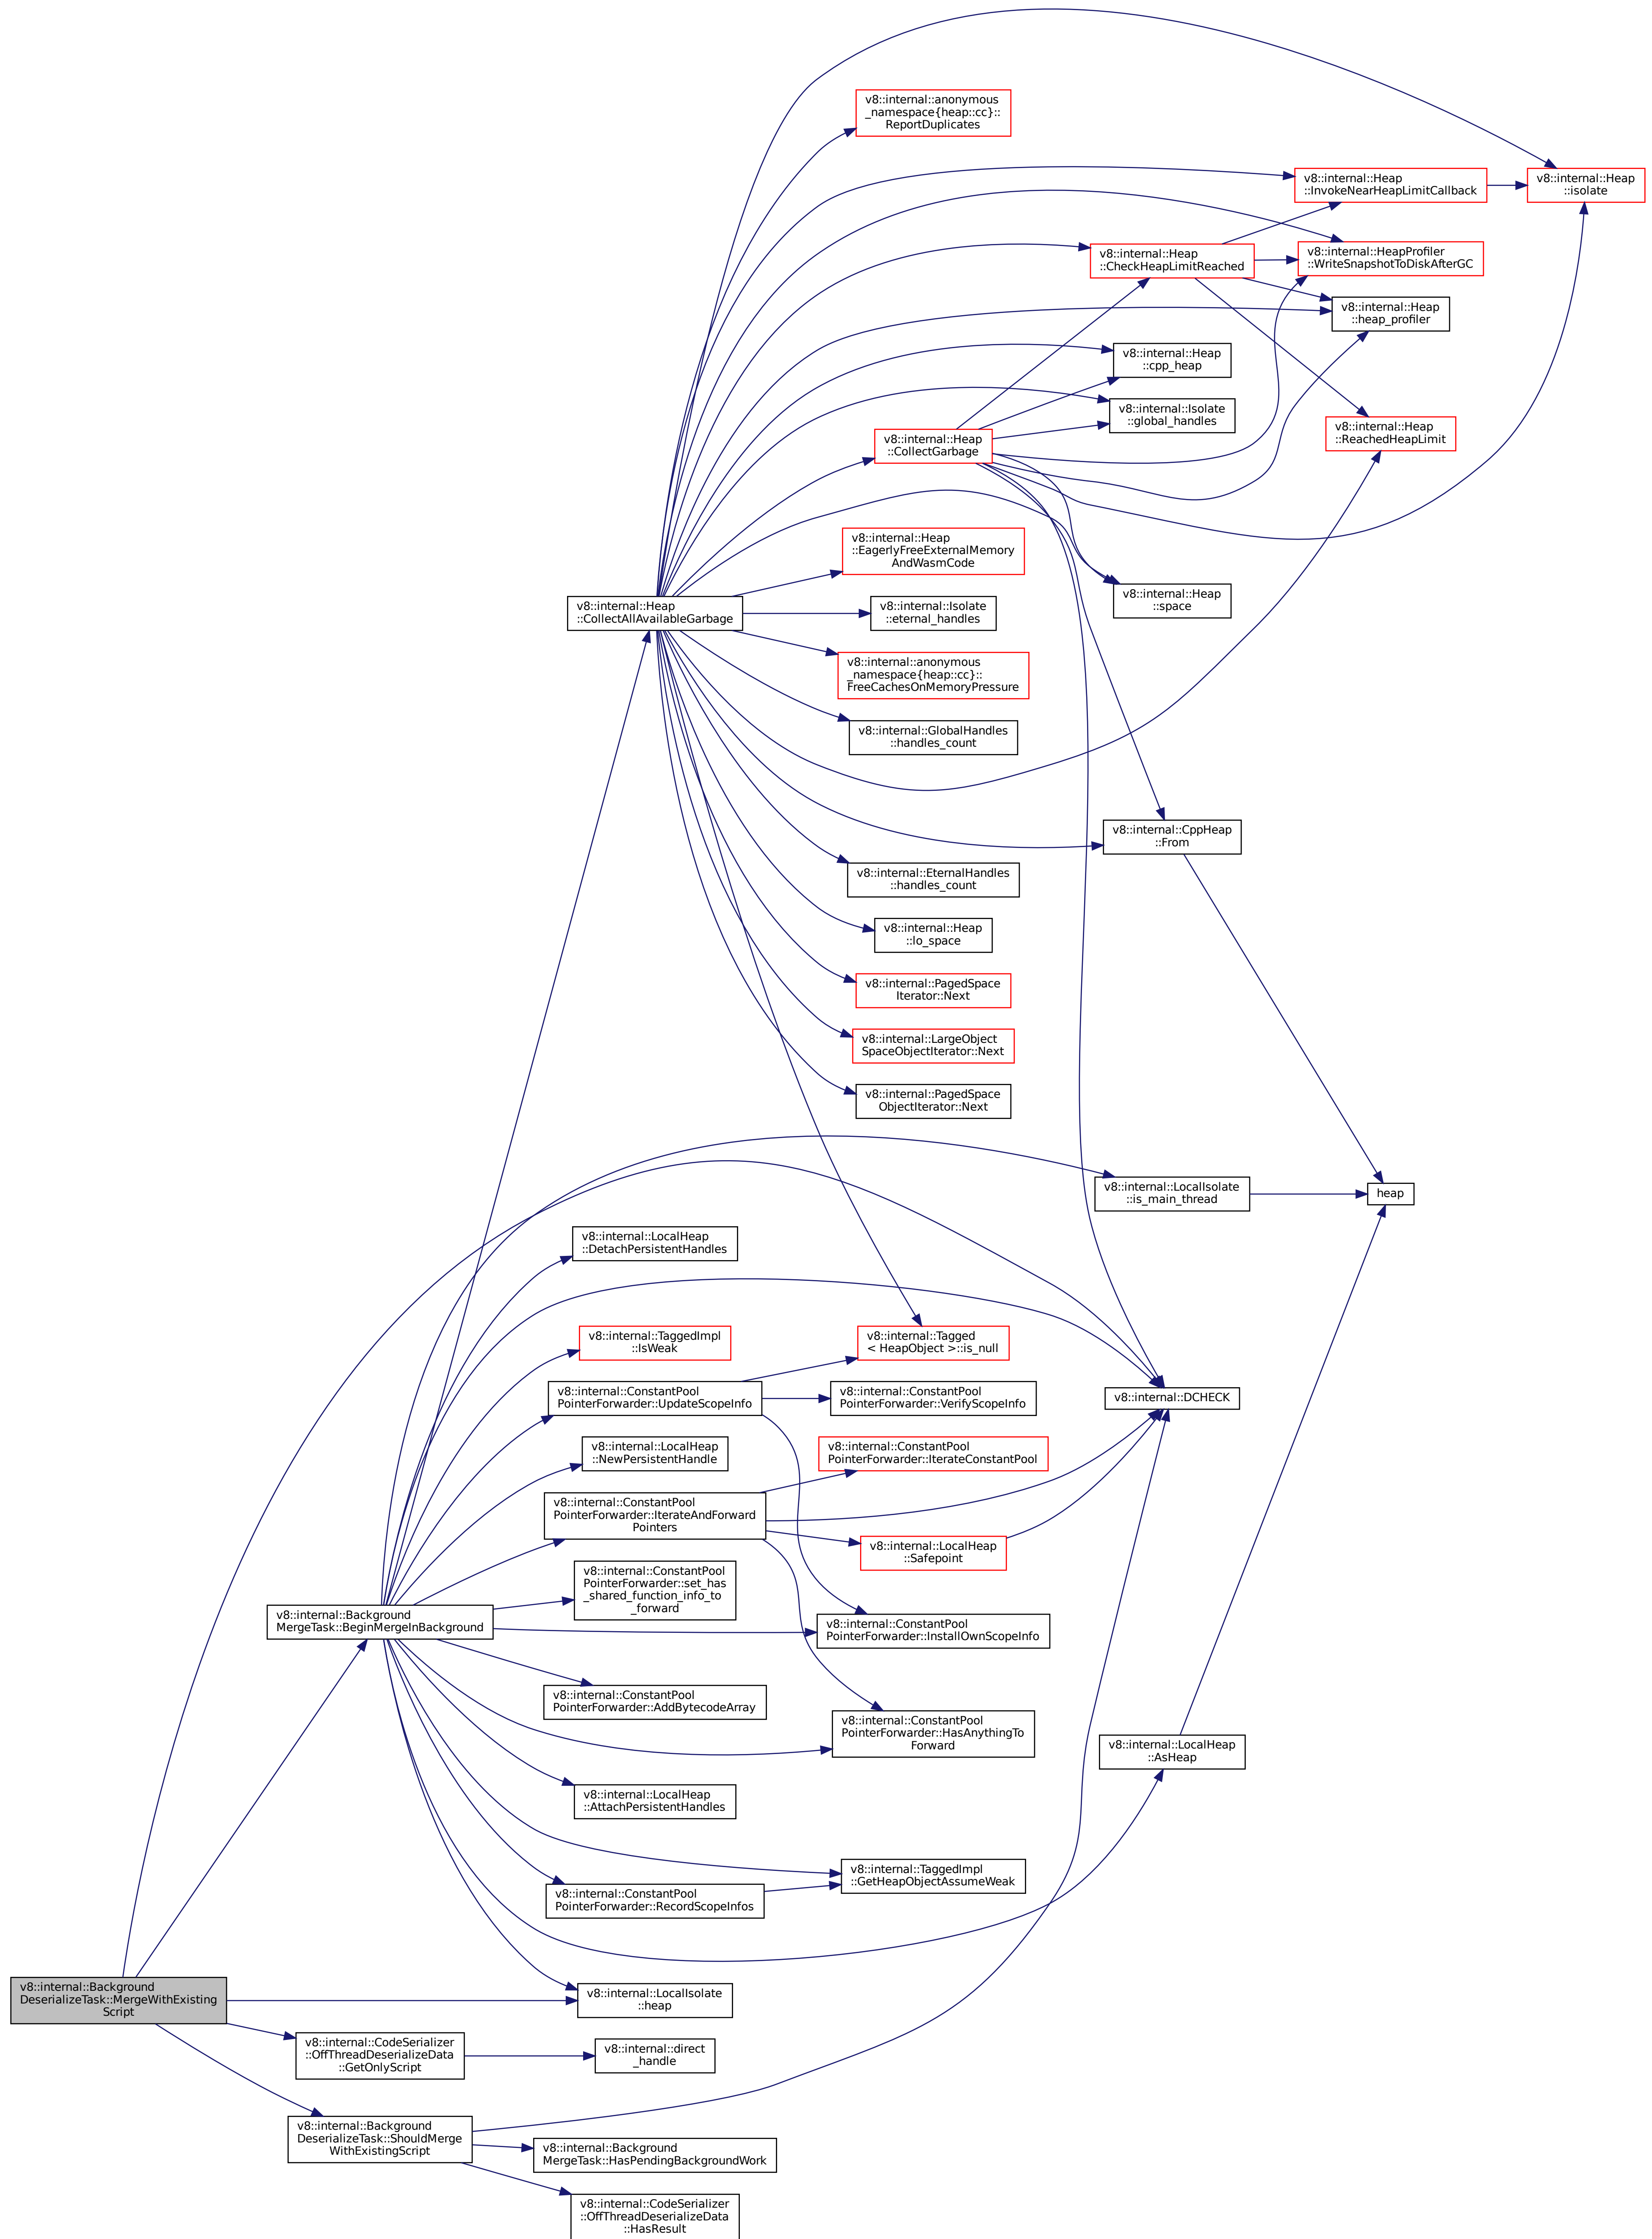 v8::internal::anonymous
_namespace{heap::cc}::
ReportDuplicates
v8::internal::Heap
::InvokeNearHeapLimitCallback
v8::internal::Heap
::isolate
v8::internal::Heap
::CheckHeapLimitReached
v8::internal::HeapProfiler
::WriteSnapshotToDiskAfterGC
v8::internal::Heap
::heap_profiler
v8::internal::Heap
::cpp_heap
v8::internal::Isolate
::global_handles
v8::internal::Heap
::CollectGarbage
v8::internal::Heap
::ReachedHeapLimit
v8::internal::Heap
::EagerlyFreeExternalMemory
AndWasmCode
v8::internal::Heap
::CollectAllAvailableGarbage
v8::internal::Isolate
::eternal_handles
v8::internal::Heap
::space
v8::internal::anonymous
_namespace{heap::cc}::
FreeCachesOnMemoryPressure
v8::internal::GlobalHandles
::handles_count
v8::internal::CppHeap
::From
v8::internal::EternalHandles
::handles_count
v8::internal::Heap
::lo_space
v8::internal::PagedSpace
Iterator::Next
v8::internal::LargeObject
SpaceObjectIterator::Next
v8::internal::PagedSpace
ObjectIterator::Next
v8::internal::LocalIsolate
::is_main_thread
heap
v8::internal::LocalHeap
::DetachPersistentHandles
v8::internal::TaggedImpl
::IsWeak
v8::internal::Tagged
< HeapObject >::is_null
v8::internal::ConstantPool
PointerForwarder::UpdateScopeInfo
v8::internal::ConstantPool
PointerForwarder::VerifyScopeInfo
v8::internal::DCHECK
v8::internal::LocalHeap
::NewPersistentHandle
v8::internal::ConstantPool
PointerForwarder::IterateConstantPool
v8::internal::ConstantPool
PointerForwarder::IterateAndForward
Pointers
v8::internal::LocalHeap
::Safepoint
v8::internal::ConstantPool
PointerForwarder::set_has
_shared_function_info_to
_forward
v8::internal::Background
MergeTask::BeginMergeInBackground
v8::internal::ConstantPool
PointerForwarder::InstallOwnScopeInfo
v8::internal::ConstantPool
PointerForwarder::AddBytecodeArray
v8::internal::ConstantPool
PointerForwarder::HasAnythingTo
Forward
v8::internal::LocalHeap
::AsHeap
v8::internal::LocalHeap
::AttachPersistentHandles
v8::internal::TaggedImpl
::GetHeapObjectAssumeWeak
v8::internal::ConstantPool
PointerForwarder::RecordScopeInfos
v8::internal::Background
DeserializeTask::MergeWithExisting
Script
v8::internal::LocalIsolate
::heap
v8::internal::CodeSerializer
::OffThreadDeserializeData
::GetOnlyScript
v8::internal::direct
_handle
v8::internal::Background
DeserializeTask::ShouldMerge
WithExistingScript
v8::internal::Background
MergeTask::HasPendingBackgroundWork
v8::internal::CodeSerializer
::OffThreadDeserializeData
::HasResult